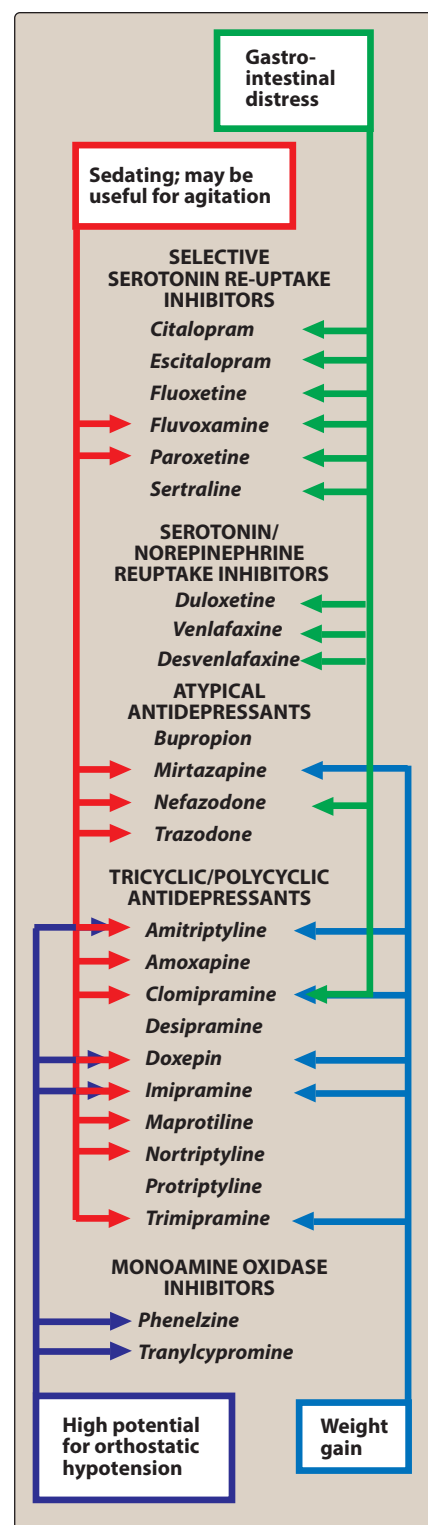 Gastro-
intestinal
distress
Sedating; may be
useful for agitation
SELECTIVE
SEROTONIN RE-UPTAKE
INHIBITORS
Citalopram
Escitalopram
Fluoxetine
Fluvoxamine
Paroxetine
Sertraline
SEROTONIN/
NOREPINEPHRINE
REUPTAKE INHIBITORS
Duloxetine
Venlafaxine
Desvenlafaxine
ATYPICAL
ANTIDEPRESSANTS
Bupropion
Mirtazapine
Nefazodone
Trazodone
TRICYCLIC/POLYCYCLIC
ANTIDEPRESSANTS
Amitriptyline
Amoxapine
Clomipramine
Desipramine
Doxepin
Imipramine
Maprotiline
Nortriptyline
Protriptyline
Trimipramine
MONOAMINE OXIDASE
INHIBITORS
Phenelzine
Tranylcypromine
High potential
for orthostatic
hypotension
Weight
gain